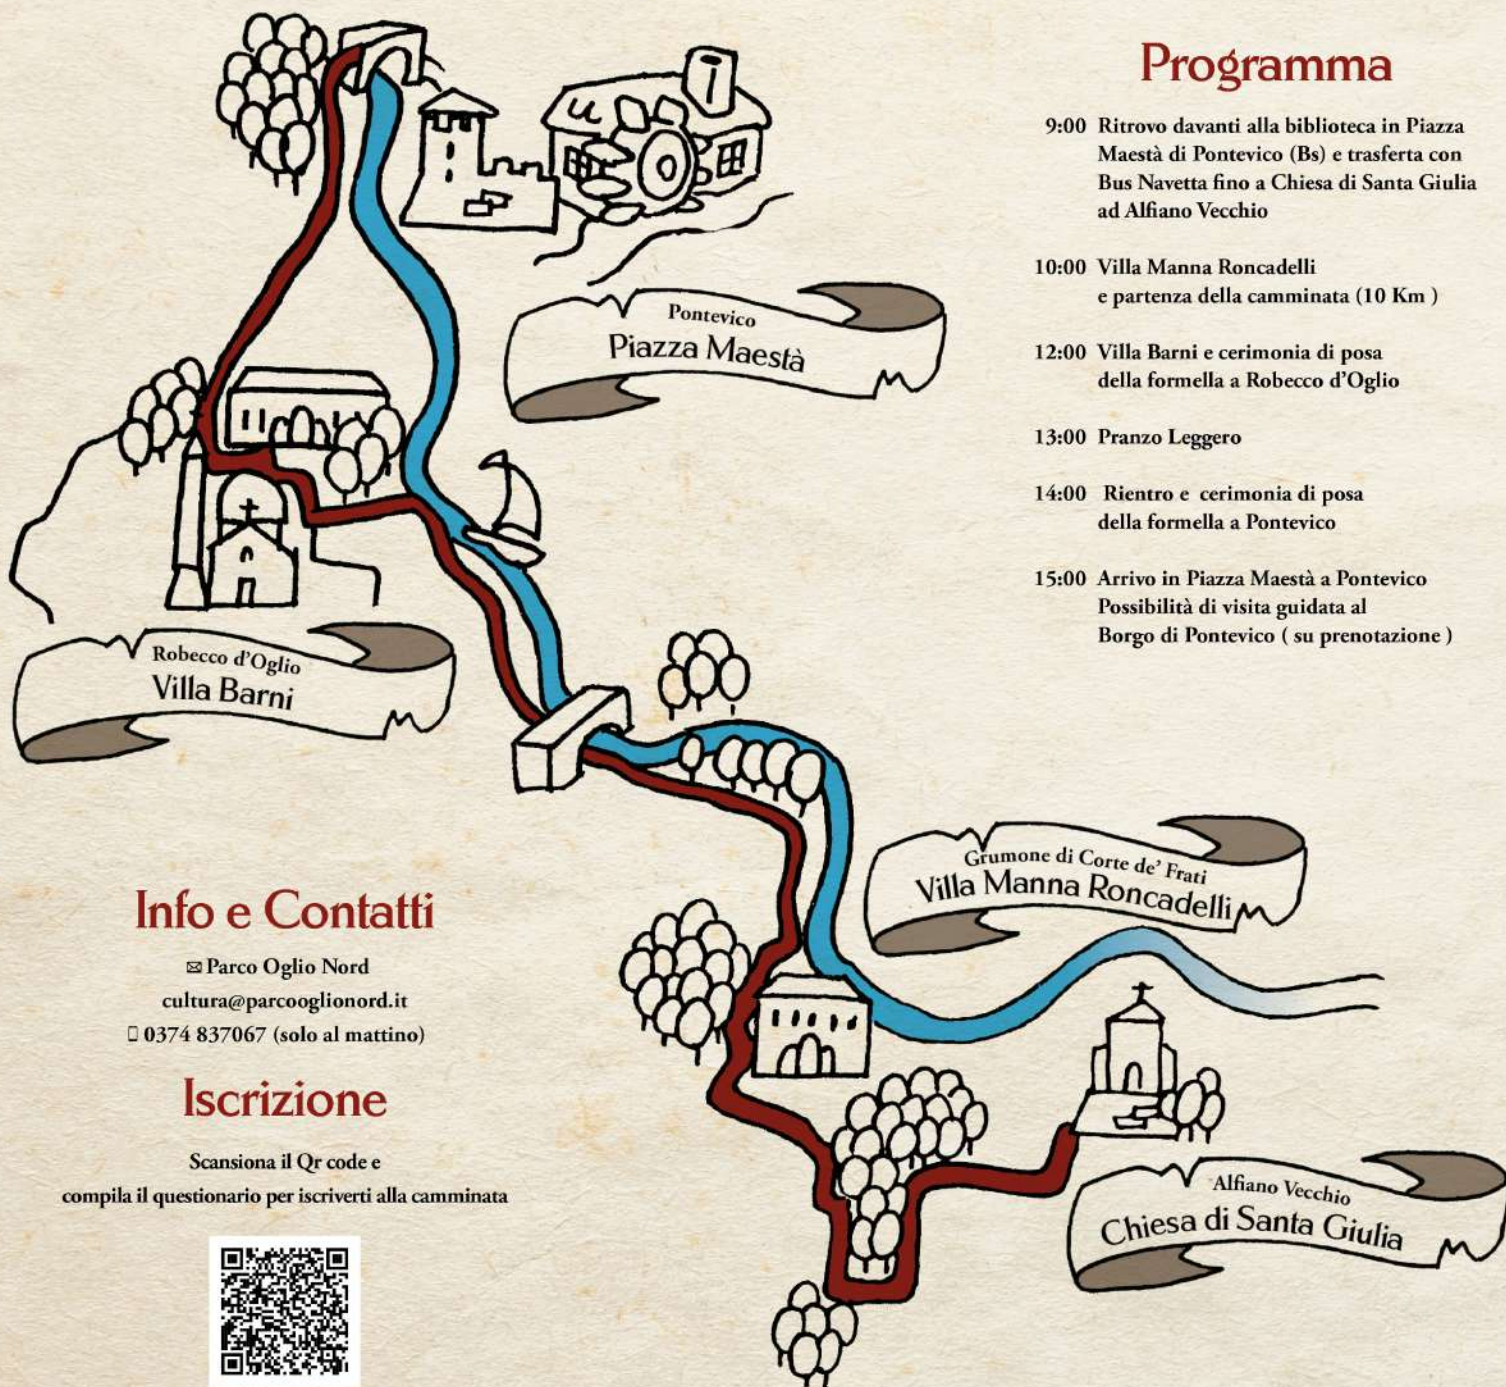 Programma
9:00 Ritrovo davanti alla biblioteca in Piazza
Maestà di Pontevico (Bs) e trasferta con
Bus Navetta fino a Chiesa di Santa Giulia
ad Alfiano Vecchio
10:00 Villa Manna Roncadelli
e partenza della camminata (10 Km )
12:00 Villa Barni e cerimonia di posa
della formella a Robecco d'Oglio
13:00 Pranzo Leggero
14:00 Rientro e cerimonia di posa
della formella a Pontevico
15:00 Arrivo in Piazza Maestà a Pontevico
Possibilità di visita guidata al
Borgo di Pontevico ( su prenotazione )
Pontevico
Piazza Maestà
Robecco d'Oglio
Villa Barni
Grumone di Corte de' Frati
Villa Manna Roncadelli
Alfiano Vecchio
Chiesa di Santa Giulia
Info e Contatti
✉ Parco Oglio Nord
cultura@parcooglionord.it
▯ 0374 837067 (solo al mattino)
Iscrizione
Scansiona il Qr code e
compila il questionario per iscriverti alla camminata